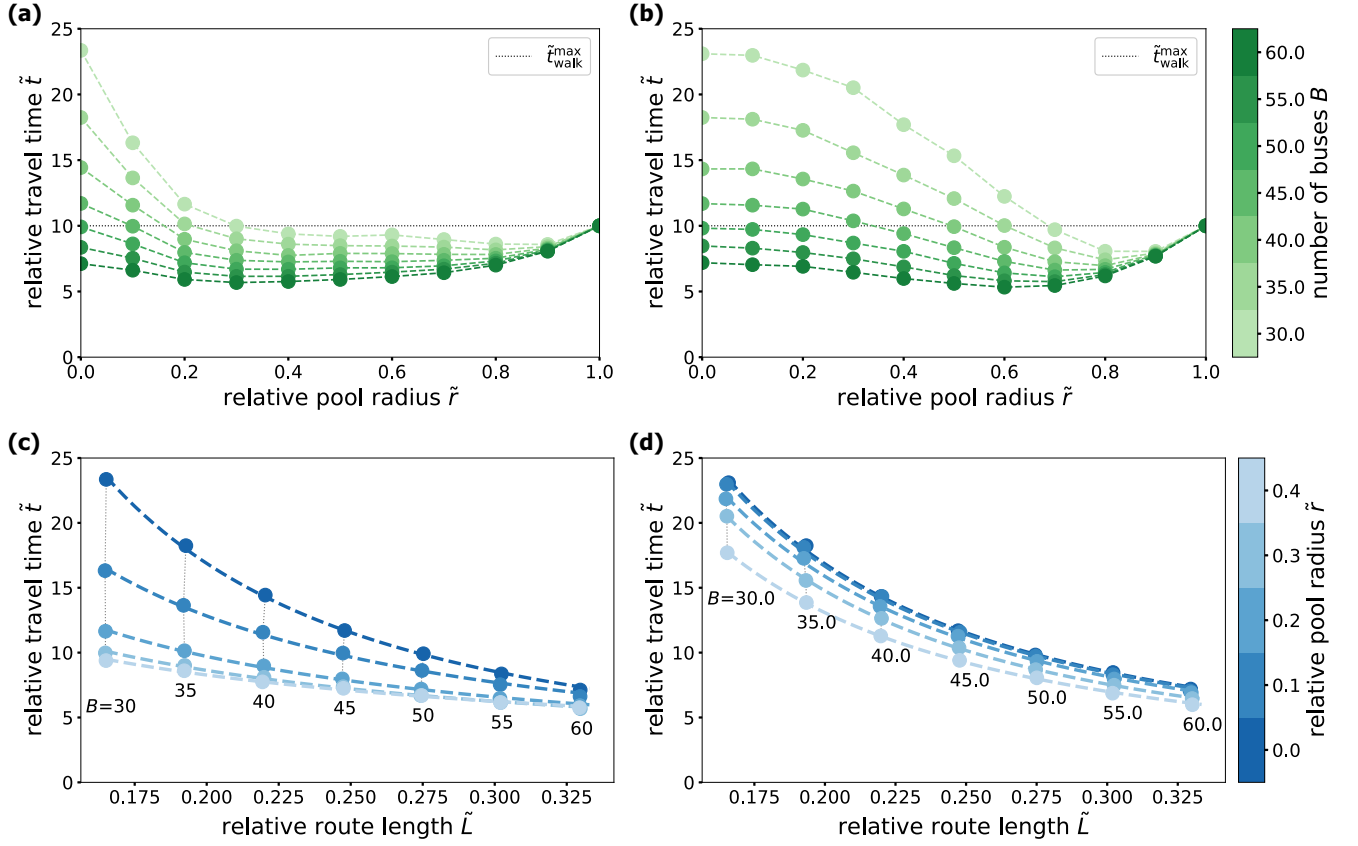 (a)
25
20
15
10
5
0
relative travel time t̃
t̃ max walk
0.0 0.2 0.4 0.6 0.8 1.0
relative pool radius r̃
(b)
25
20
15
10
5
0
relative travel time t̃
t̃ max walk
0.0 0.2 0.4 0.6 0.8 1.0
relative pool radius r̃
60.0
55.0
50.0
45.0
40.0
35.0
30.0
number of buses B
(c)
25
20
15
10
5
0
relative travel time t̃
B=30
35
40
45
50
55
60
0.175 0.200 0.225 0.250 0.275 0.300 0.325
relative route length L̃
(d)
25
20
15
10
5
0
relative travel time t̃
B=30.0
35.0
40.0
45.0
50.0
55.0
60.0
0.175 0.200 0.225 0.250 0.275 0.300 0.325
relative route length L̃
0.4
0.3
0.2
0.1
0.0
relative pool radius r̃